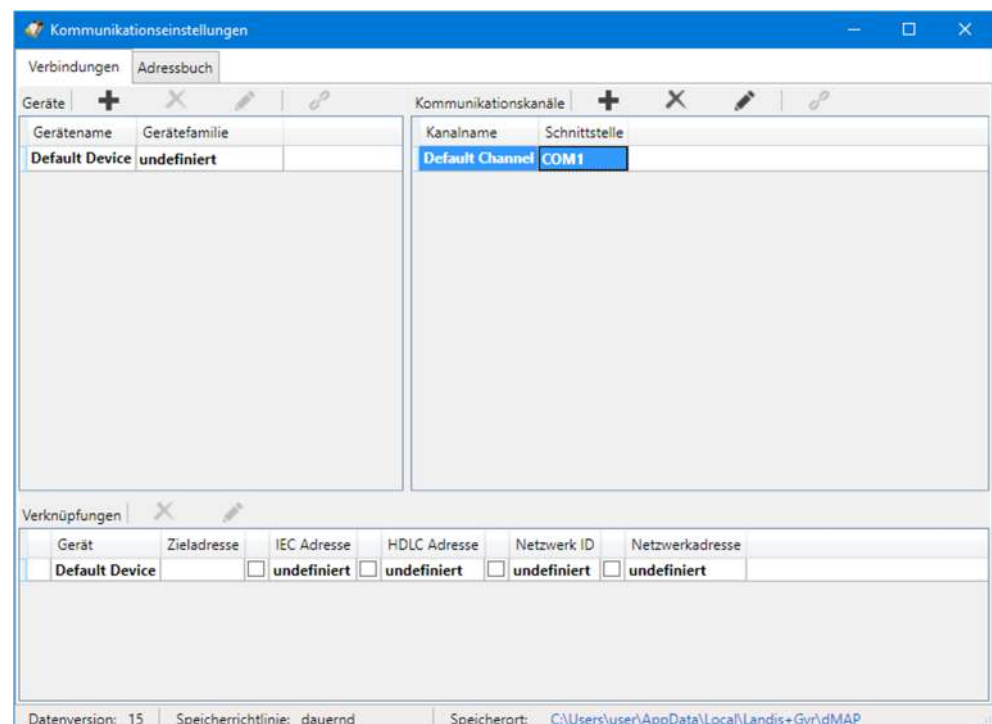 Kommunikationseinstellungen
Verbindungen Adressbuch
Geräte
Gerätename Gerätefamilie
Default Device undefiniert
Kommunikationskanäle
Kanalname Schnittstelle
Default Channel COM1
Verknüpfungen
Gerät Zieladresse IEC Adresse HDLC Adresse Netzwerk ID Netzwerkadresse
Default Device undefiniert undefiniert undefiniert undefiniert
Datenversion: 15 Speicherrichtlinie: dauernd Speicherort: C:\Users\user\AppData\Local\Landis+Gyr\dMAP